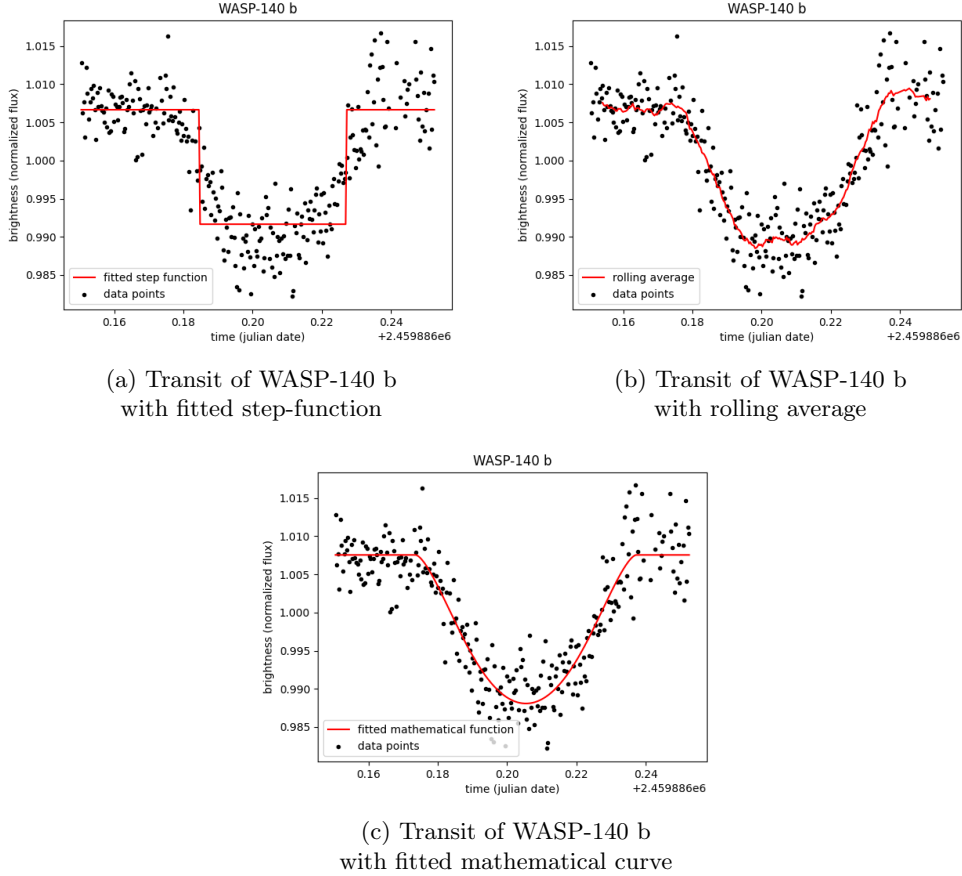 WASP-140 b
brightness (normalized flux)
1.015
1.010
1.005
1.000
0.995
0.990
0.985
fitted step function
data points
0.16
0.18
0.20
0.22
0.24
time (julian date)
+2.459886e6
(a) Transit of WASP-140 b
with fitted step-function
WASP-140 b
brightness (normalized flux)
1.015
1.010
1.005
1.000
0.995
0.990
0.985
rolling average
data points
0.16
0.18
0.20
0.22
0.24
time (julian date)
+2.459886e6
(b) Transit of WASP-140 b
with rolling average
WASP-140 b
brightness (normalized flux)
1.015
1.010
1.005
1.000
0.995
0.990
0.985
fitted mathematical function
data points
0.16
0.18
0.20
0.22
0.24
time (julian date)
+2.459886e6
(c) Transit of WASP-140 b
with fitted mathematical curve